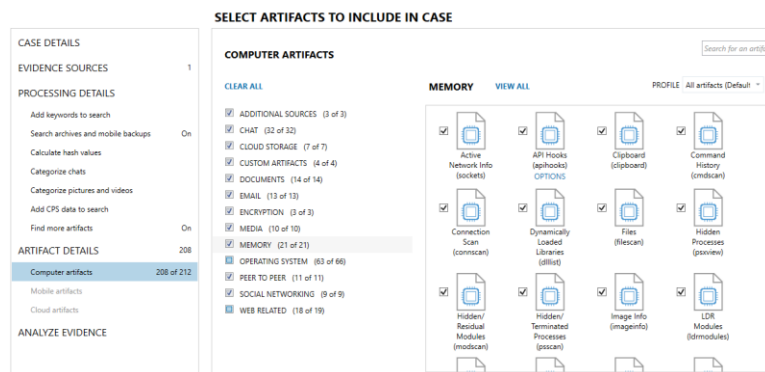 SELECT ARTIFACTS TO INCLUDE IN CASE
CASE DETAILS
EVIDENCE SOURCES 1
PROCESSING DETAILS
Add keywords to search
Search archives and mobile backups On
Calculate hash values
Categorize chats
Categorize pictures and videos
Add CPS data to search
Find more artifacts On
ARTIFACT DETAILS 208
Computer artifacts 208 of 212
Mobile artifacts
Cloud artifacts
ANALYZE EVIDENCE
COMPUTER ARTIFACTS
Search for an artif
CLEAR ALL
ADDITIONAL SOURCES (3 of 3)
CHAT (32 of 32)
CLOUD STORAGE (7 of 7)
CUSTOM ARTIFACTS (4 of 4)
DOCUMENTS (14 of 14)
EMAIL (13 of 13)
ENCRYPTION (3 of 3)
MEDIA (10 of 10)
MEMORY (21 of 21)
OPERATING SYSTEM (63 of 66)
PEER TO PEER (11 of 11)
SOCIAL NETWORKING (9 of 9)
WEB RELATED (18 of 19)
MEMORY VIEW ALL PROFILE All artifacts (Default
Active
Network Info
(sockets)
API Hooks
(apihooks)
OPTIONS
Clipboard
(clipboard)
Command
History
(cmdscan)
Connection
Scan
(connscan)
Dynamically
Loaded
Libraries
(dlllist)
Files
(filescan)
Hidden
Processes
(psxview)
Hidden/
Residual
Modules
(modscan)
Hidden/
Terminated
Processes
(psscan)
Image Info
(imageinfo)
LDR
Modules
(ldrmodules)